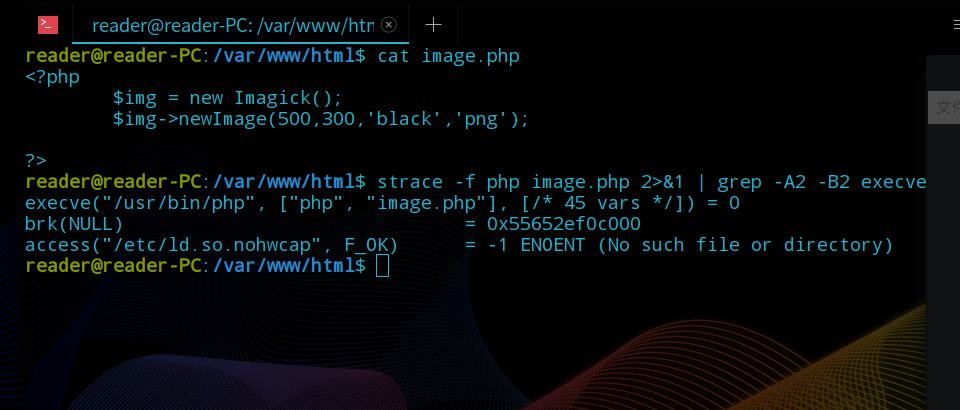 reader@reader-PC: /var/www/htn
reader@reader-PC:/var/www/html$ cat image.php
<?php
        $img = new Imagick();
        $img->newImage(500,300,'black','png');
?>
reader@reader-PC:/var/www/html$ strace -f php image.php 2>&1 | grep -A2 -B2 execve
execve("/usr/bin/php", ["php", "image.php"], [/* 45 vars */]) = 0
brk(NULL)                               = 0x55652ef0c000
access("/etc/ld.so.nohwcap", F_OK)      = -1 ENOENT (No such file or directory)
reader@reader-PC:/var/www/html$
文件